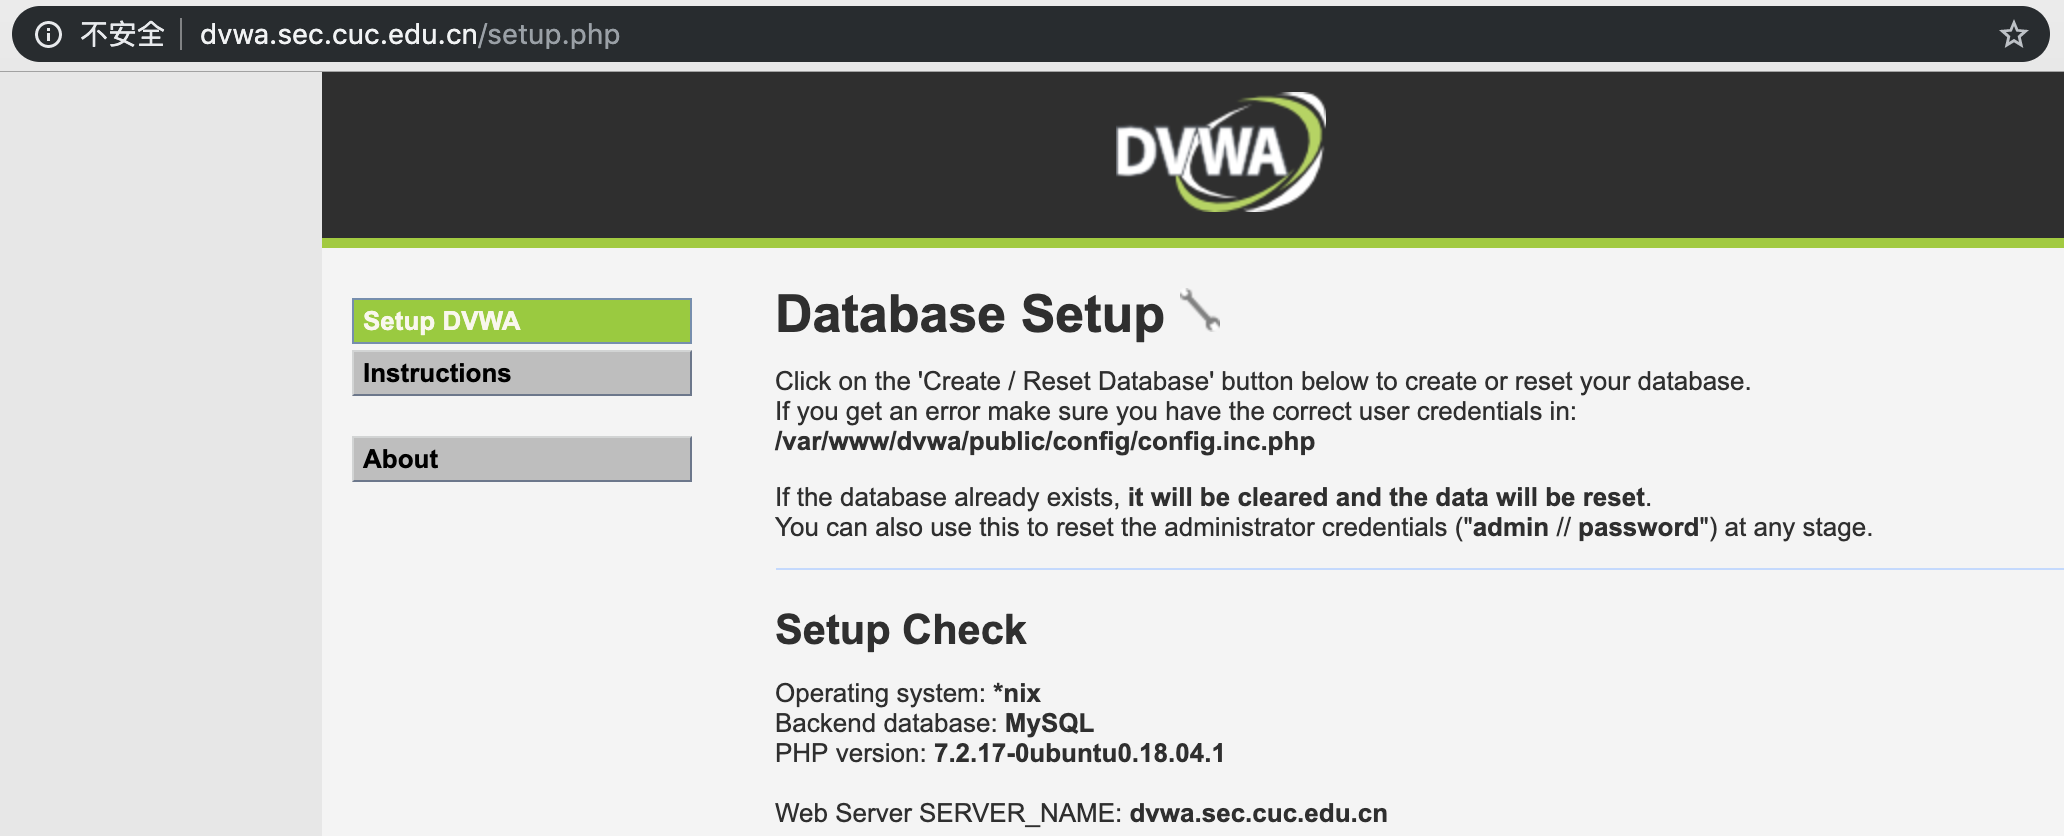 不安全 dvwa.sec.cuc.edu.cn/setup.php
DVWA
Setup DVWA
Instructions
About
Database Setup
Click on the 'Create / Reset Database' button below to create or reset your database.
If you get an error make sure you have the correct user credentials in:
/var/www/dvwa/public/config/config.inc.php
If the database already exists, it will be cleared and the data will be reset.
You can also use this to reset the administrator credentials ("admin // password") at any stage.
Setup Check
Operating system: *nix
Backend database: MySQL
PHP version: 7.2.17-0ubuntu0.18.04.1
Web Server SERVER_NAME: dvwa.sec.cuc.edu.cn